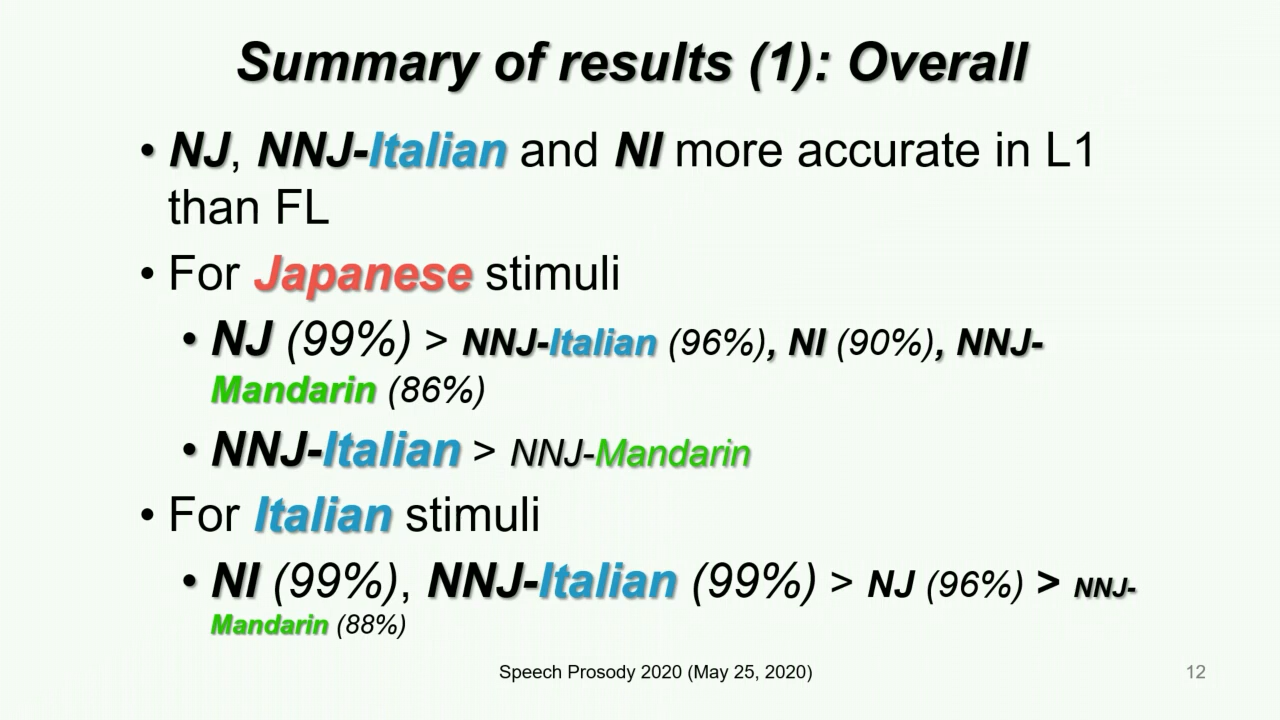 Summary of results (1): Overall
• NJ, NNJ-Italian and NI more accurate in L1
than FL
• For Japanese stimuli
• NJ (99%) > NNJ-Italian (96%), NI (90%), NNJ-
Mandarin (86%)
• NNJ-Italian > NNJ-Mandarin
• For Italian stimuli
• NI (99%), NNJ-Italian (99%) > NJ (96%) > NNJ-
Mandarin (88%)
Speech Prosody 2020 (May 25, 2020)
12